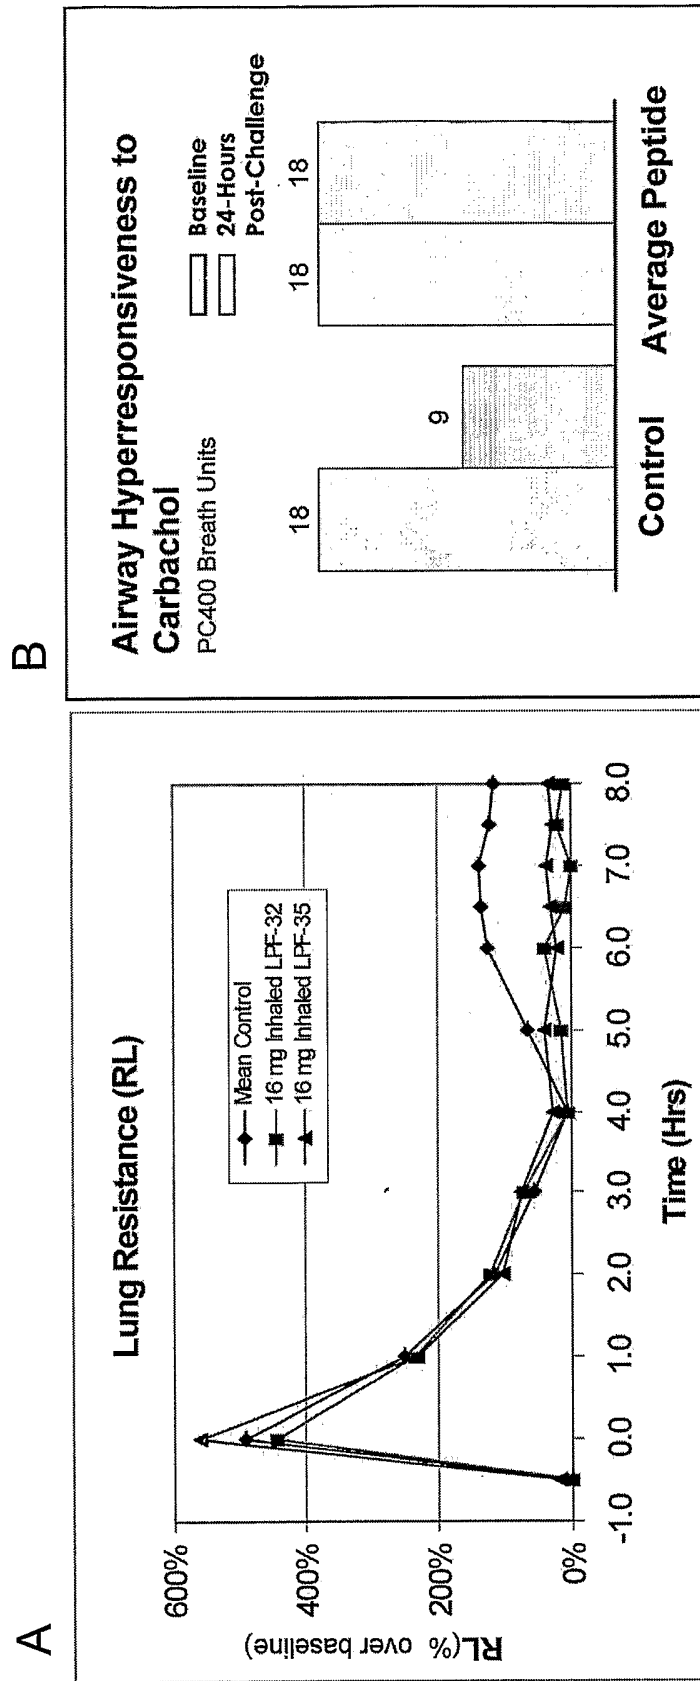 A
Lung Resistance (RL)
600%
400%
200%
0%
RL(% over baseline)
Mean Control
16 mg Inhaled LPF-32
16 mg Inhaled LPF-35
-1.0 0.0 1.0 2.0 3.0 4.0 5.0 6.0 7.0 8.0
Time (Hrs)
B
Airway Hyperresponsiveness to
Carbachol
PC400 Breath Units
Baseline
24-Hours
Post-Challenge
18 9 18 18
Control Average Peptide